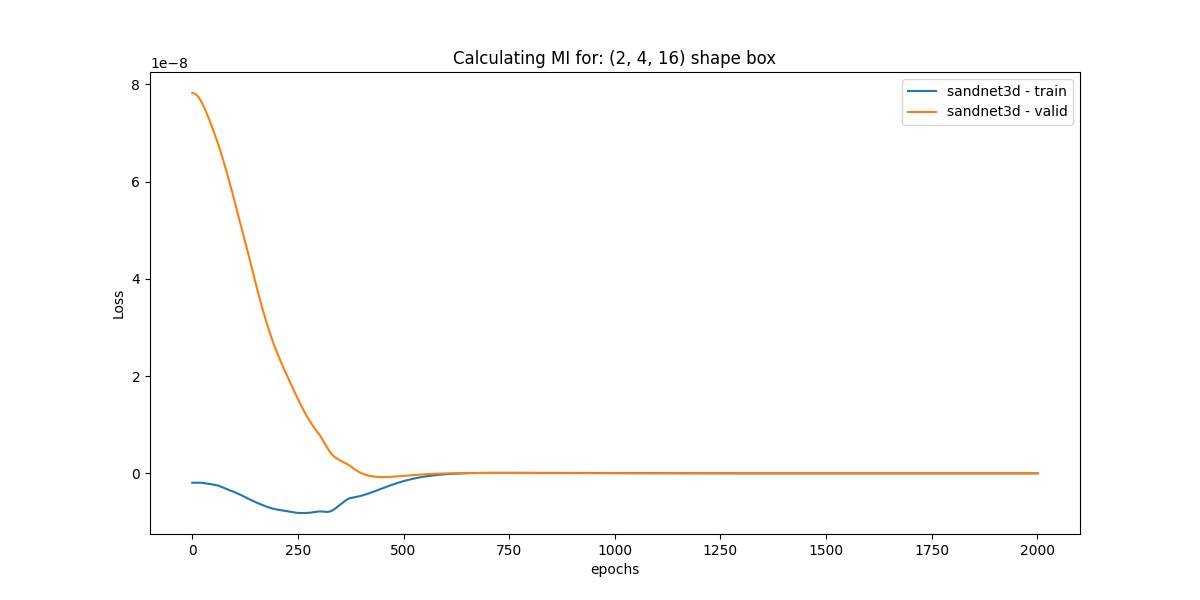 Calculating MI for: (2, 4, 16) shape box
1e−8
8
6
4
2
0
Loss
sandnet3d - train
sandnet3d - valid
0 250 500 750 1000 1250 1500 1750 2000
epochs